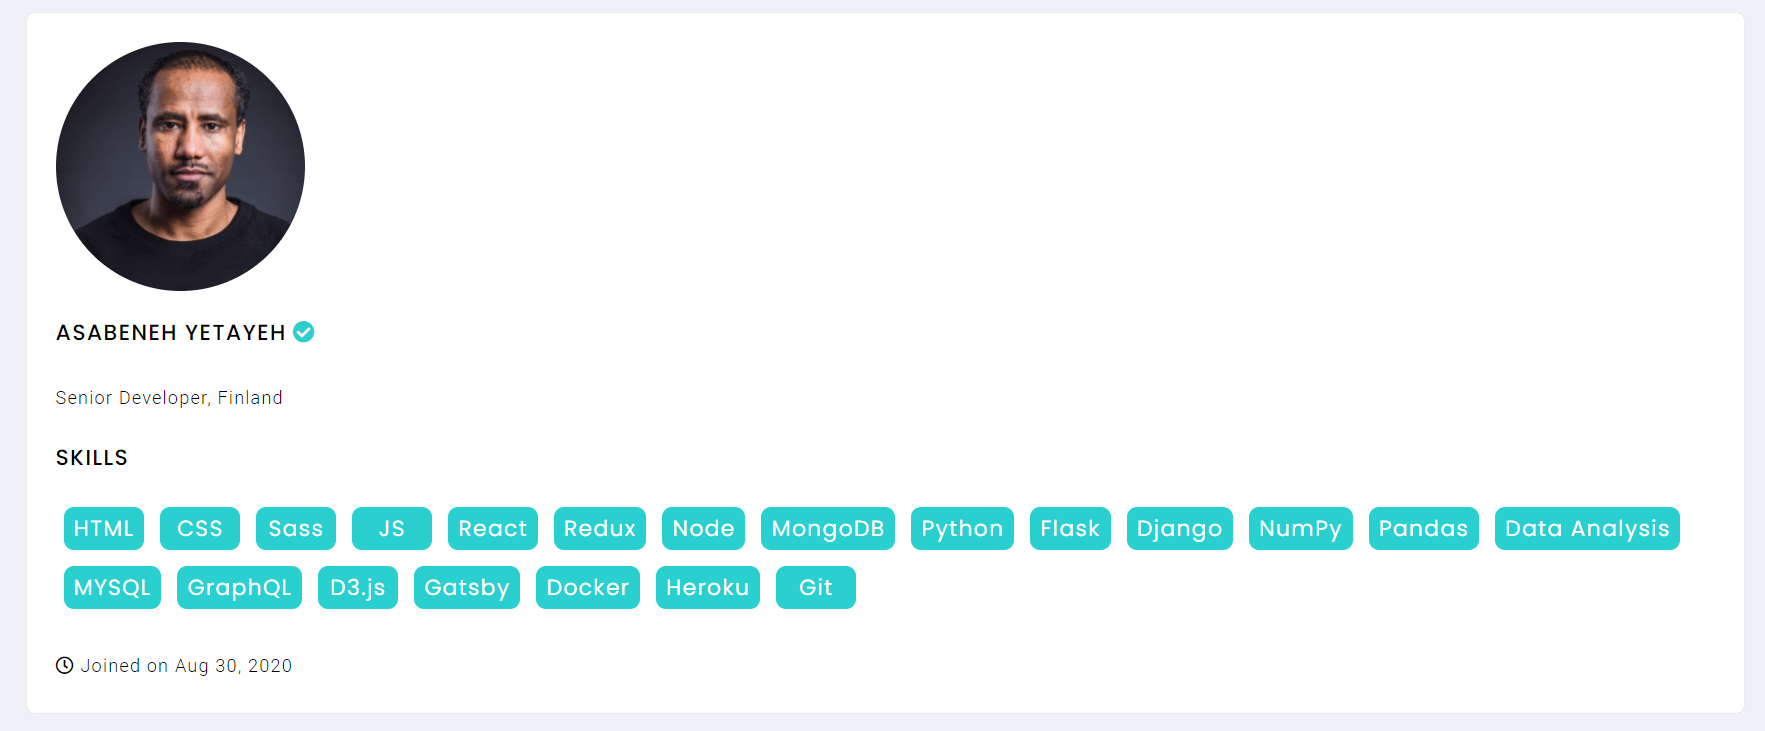 ASABENEH YETAYEH
Senior Developer, Finland
SKILLS
HTML CSS Sass JS React Redux Node MongoDB Python Flask Django NumPy Pandas Data Analysis
MYSQL GraphQL D3.js Gatsby Docker Heroku Git
Joined on Aug 30, 2020